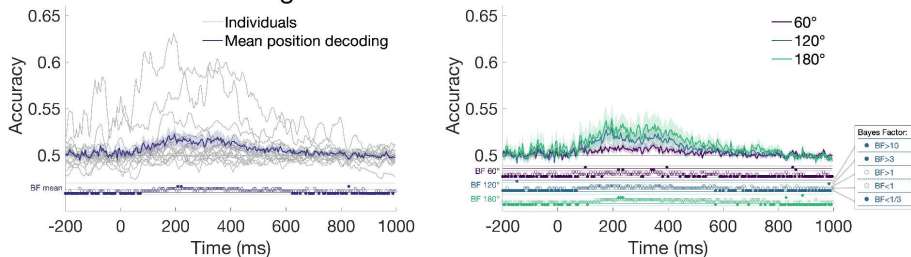 0.65
0.6
0.55
0.5
Accuracy
Individuals
Mean position decoding
BF mean
-200 0 200 400 600 800 1000
Time (ms)
0.65
0.6
0.55
0.5
Accuracy
60°
120°
180°
BF 60°
BF 120°
BF 180°
-200 0 200 400 600 800 1000
Time (ms)
Bayes Factor:
BF>10
BF>3
BF>1
BF<1
BF<1/3